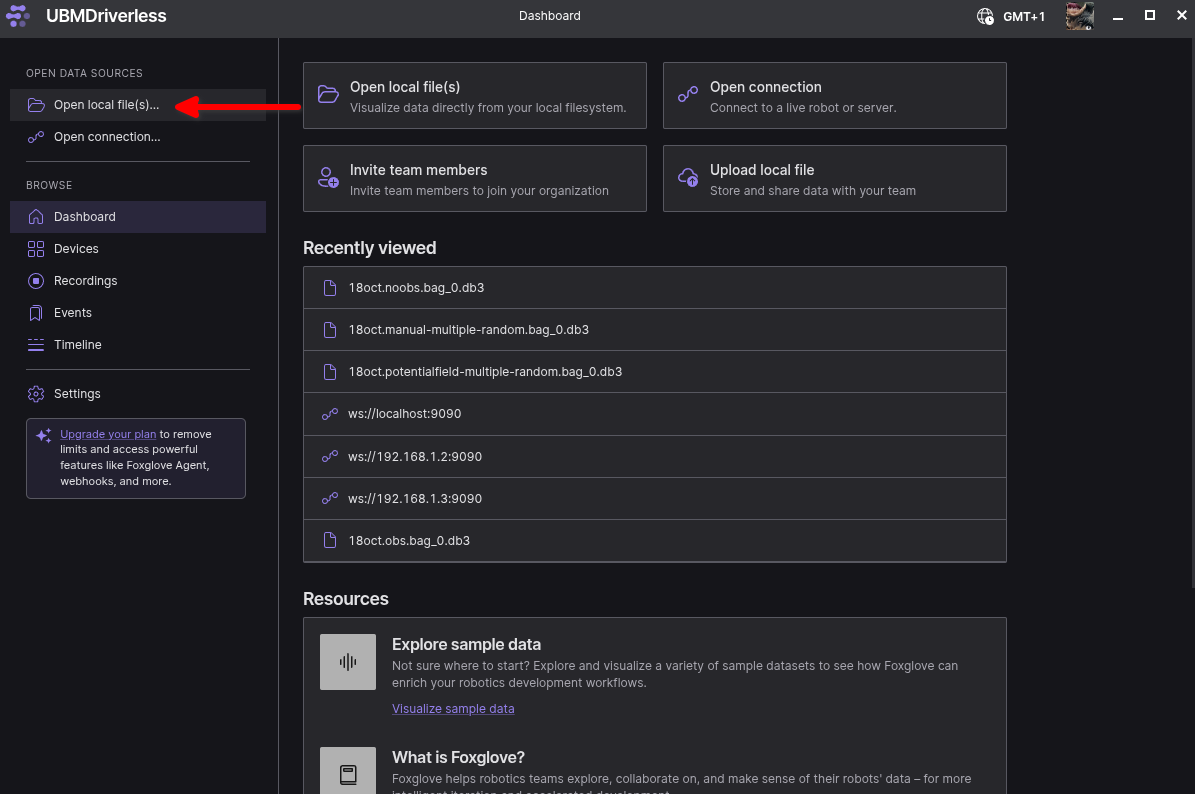 UBMDriverless
Dashboard
GMT+1
OPEN DATA SOURCES
Open local file(s)...
Open connection...
BROWSE
Dashboard
Devices
Recordings
Events
Timeline
Settings
Upgrade your plan to remove
limits and access powerful
features like Foxglove Agent,
webhooks, and more.
Open local file(s)
Visualize data directly from your local filesystem.
Open connection
Connect to a live robot or server.
Invite team members
Invite team members to join your organization
Upload local file
Store and share data with your team
Recently viewed
18oct.noobs.bag_0.db3
18oct.manual-multiple-random.bag_0.db3
18oct.potentialfield-multiple-random.bag_0.db3
ws://localhost:9090
ws://192.168.1.2:9090
ws://192.168.1.3:9090
18oct.obs.bag_0.db3
Resources
Explore sample data
Not sure where to start? Explore and visualize a variety of sample datasets to see how Foxglove can
enrich your robotics development workflows.
Visualize sample data
What is Foxglove?
Foxglove helps robotics teams explore, collaborate on, and make sense of their robots' data – for more
intelligent iteration and accelerated development.